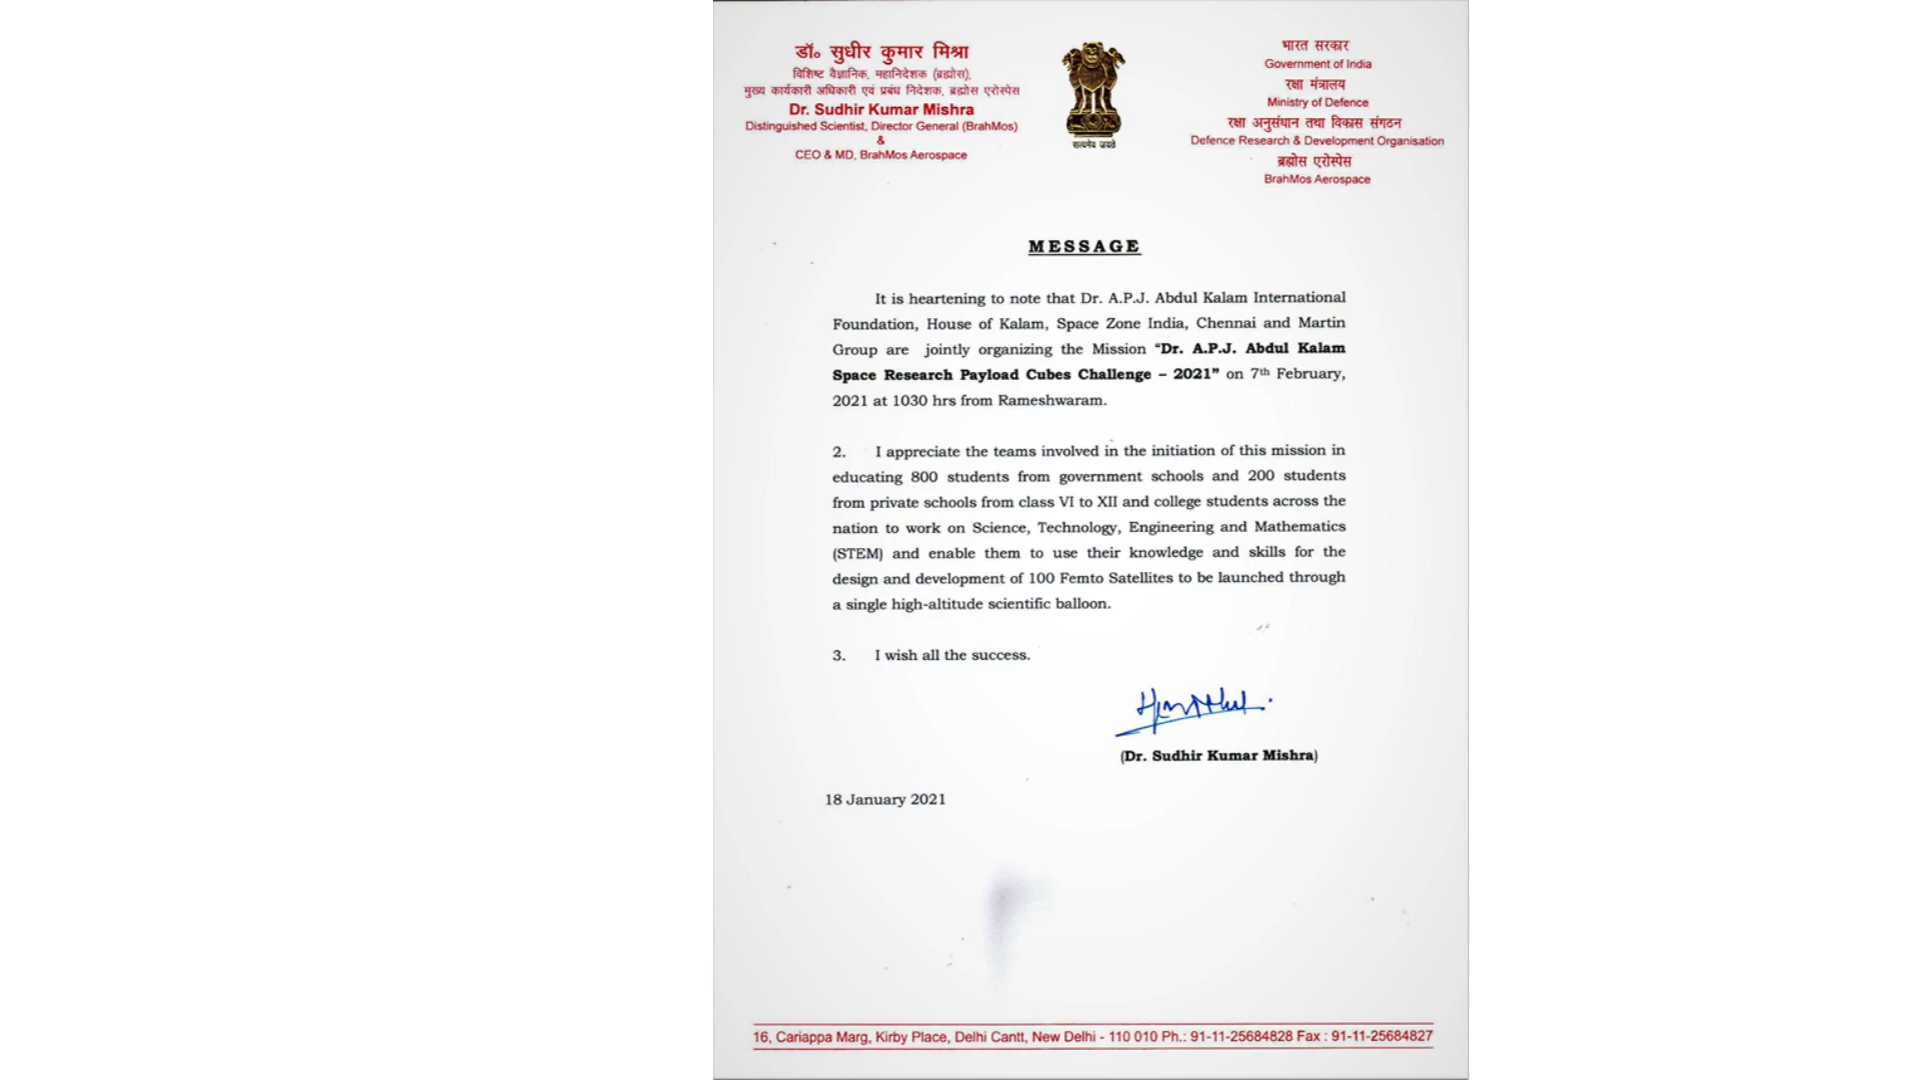 डॉ॰ सुधीर कुमार मिश्रा
विशिष्ट वैज्ञानिक, महानिदेशक (ब्रह्मोस),
मुख्य कार्यकारी अधिकारी एवं प्रबंध निदेशक, ब्रह्मोस एरोस्पेस
Dr. Sudhir Kumar Mishra
Distinguished Scientist, Director General (BrahMos)
&
CEO & MD, BrahMos Aerospace
सत्यमेव जयते
भारत सरकार
Government of India
रक्षा मंत्रालय
Ministry of Defence
रक्षा अनुसंधान तथा विकास संगठन
Defence Research & Development Organisation
ब्रह्मोस एरोस्पेस
BrahMos Aerospace
MESSAGE
It is heartening to note that Dr. A.P.J. Abdul Kalam International
Foundation, House of Kalam, Space Zone India, Chennai and Martin
Group are jointly organizing the Mission “Dr. A.P.J. Abdul Kalam
Space Research Payload Cubes Challenge – 2021” on 7th February,
2021 at 1030 hrs from Rameshwaram.
2. I appreciate the teams involved in the initiation of this mission in
educating 800 students from government schools and 200 students
from private schools from class VI to XII and college students across the
nation to work on Science, Technology, Engineering and Mathematics
(STEM) and enable them to use their knowledge and skills for the
design and development of 100 Femto Satellites to be launched through
a single high-altitude scientific balloon.
3. I wish all the success.
(Dr. Sudhir Kumar Mishra)
18 January 2021
16, Cariappa Marg, Kirby Place, Delhi Cantt, New Delhi - 110 010 Ph.: 91-11-25684828 Fax : 91-11-25684827